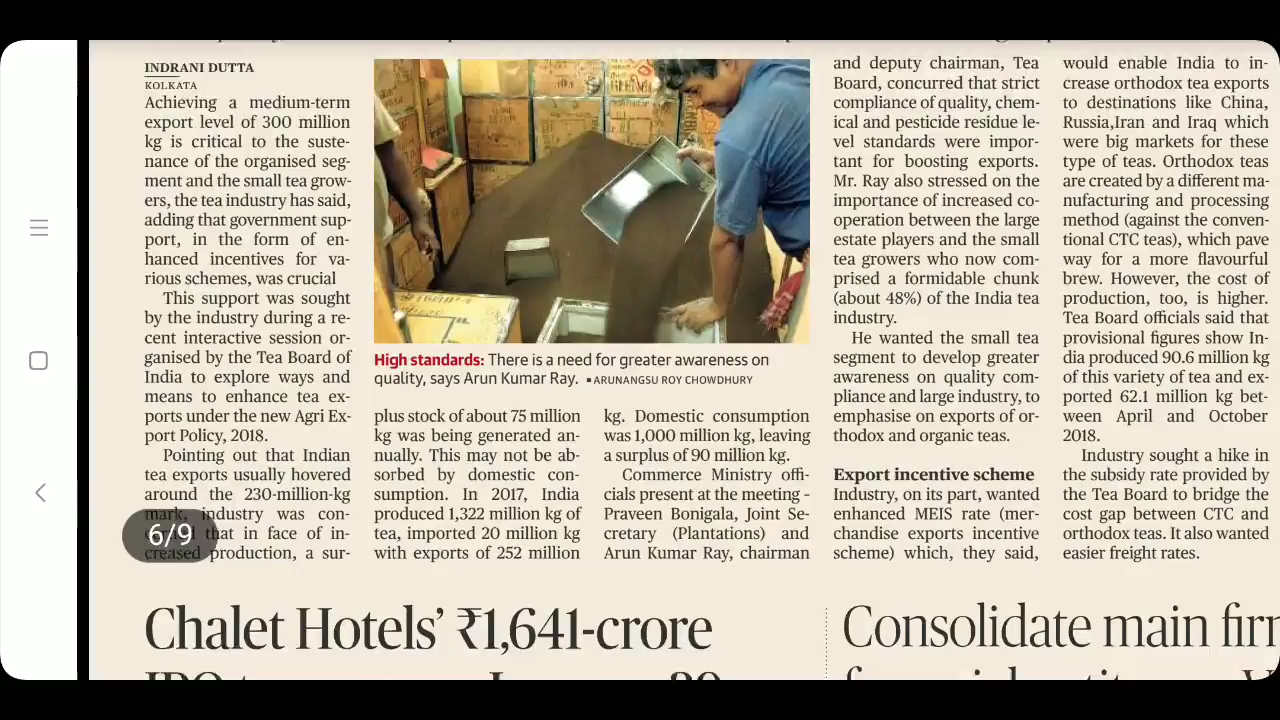 INDRANI DUTTA
KOLKATA
Achieving a medium-term
export level of 300 million
kg is critical to the suste-
nance of the organised seg-
ment and the small tea grow-
ers, the tea industry has said,
adding that government sup-
port, in the form of en-
hanced incentives for va-
rious schemes, was crucial
This support was sought
by the industry during a re-
cent interactive session or-
ganised by the Tea Board of
India to explore ways and
means to enhance tea ex-
ports under the new Agri Ex-
port Policy, 2018.
Pointing out that Indian
tea exports usually hovered
around the 230-million-kg
mark, industry was con-
that in face of in-
creased production, a sur-
6/9
High standards: There is a need for greater awareness on
quality, says Arun Kumar Ray. ▪ ARUNANGSU ROY CHOWDHURY
plus stock of about 75 million
kg was being generated an-
nually. This may not be ab-
sorbed by domestic con-
sumption. In 2017, India
produced 1,322 million kg of
tea, imported 20 million kg
with exports of 252 million
kg. Domestic consumption
was 1,000 million kg, leaving
a surplus of 90 million kg.
Commerce Ministry offi-
cials present at the meeting -
Praveen Bonigala, Joint Se-
cretary (Plantations) and
Arun Kumar Ray, chairman
and deputy chairman, Tea
Board, concurred that strict
compliance of quality, chem-
ical and pesticide residue le-
vel standards were impor-
tant for boosting exports.
Mr. Ray also stressed on the
importance of increased co-
operation between the large
estate players and the small
tea growers who now com-
prised a formidable chunk
(about 48%) of the India tea
industry.
He wanted the small tea
segment to develop greater
awareness on quality com-
pliance and large industry, to
emphasise on exports of or-
thodox and organic teas.
Export incentive scheme
Industry, on its part, wanted
enhanced MEIS rate (mer-
chandise exports incentive
scheme) which, they said,
would enable India to in-
crease orthodox tea exports
to destinations like China,
Russia,Iran and Iraq which
were big markets for these
type of teas. Orthodox teas
are created by a different ma-
nufacturing and processing
method (against the conven-
tional CTC teas), which pave
way for a more flavourful
brew. However, the cost of
production, too, is higher.
Tea Board officials said that
provisional figures show In-
dia produced 90.6 million kg
of this variety of tea and ex-
ported 62.1 million kg bet-
ween April and October
2018.
Industry sought a hike in
the subsidy rate provided by
the Tea Board to bridge the
cost gap between CTC and
orthodox teas. It also wanted
easier freight rates.
Chalet Hotels' ₹1,641-crore
Consolidate main fir